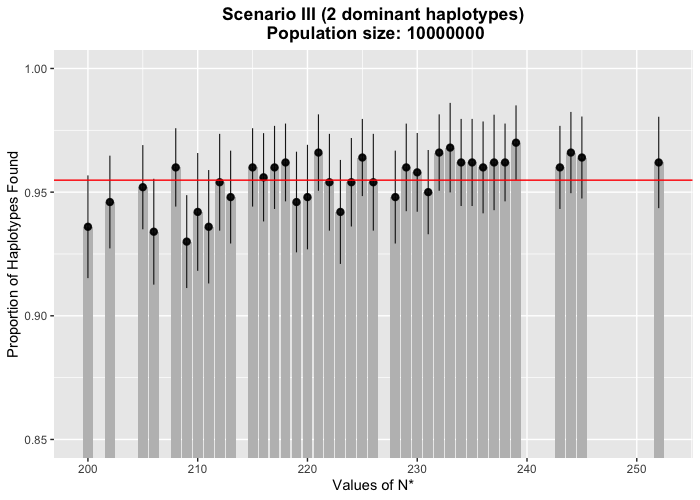 Scenario III (2 dominant haplotypes)
Population size: 10000000
Proportion of Haplotypes Found
1.00
0.95
0.90
0.85
200 210 220 230 240 250
Values of N*